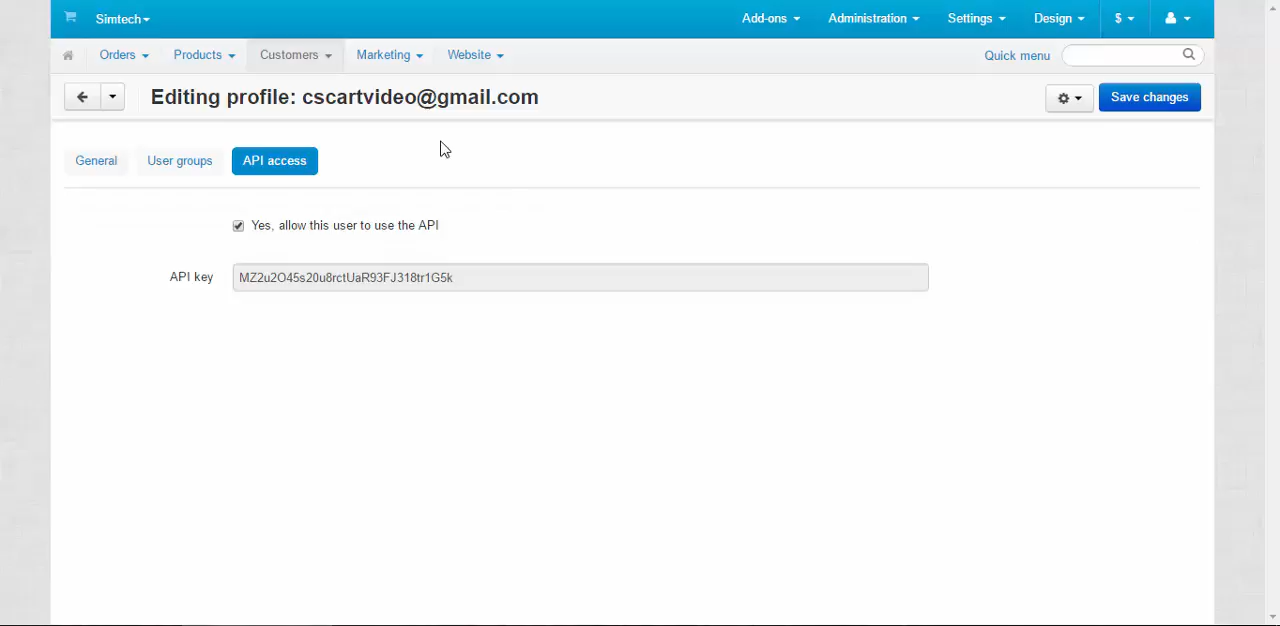 Simtech
Add-ons
Administration
Settings
Design
$
Orders
Products
Customers
Marketing
Website
Quick menu
Editing profile: cscartvideo@gmail.com
Save changes
General
User groups
API access
Yes, allow this user to use the API
API key
MZ2u2O45s20u8rctUaR93FJ318tr1G5k